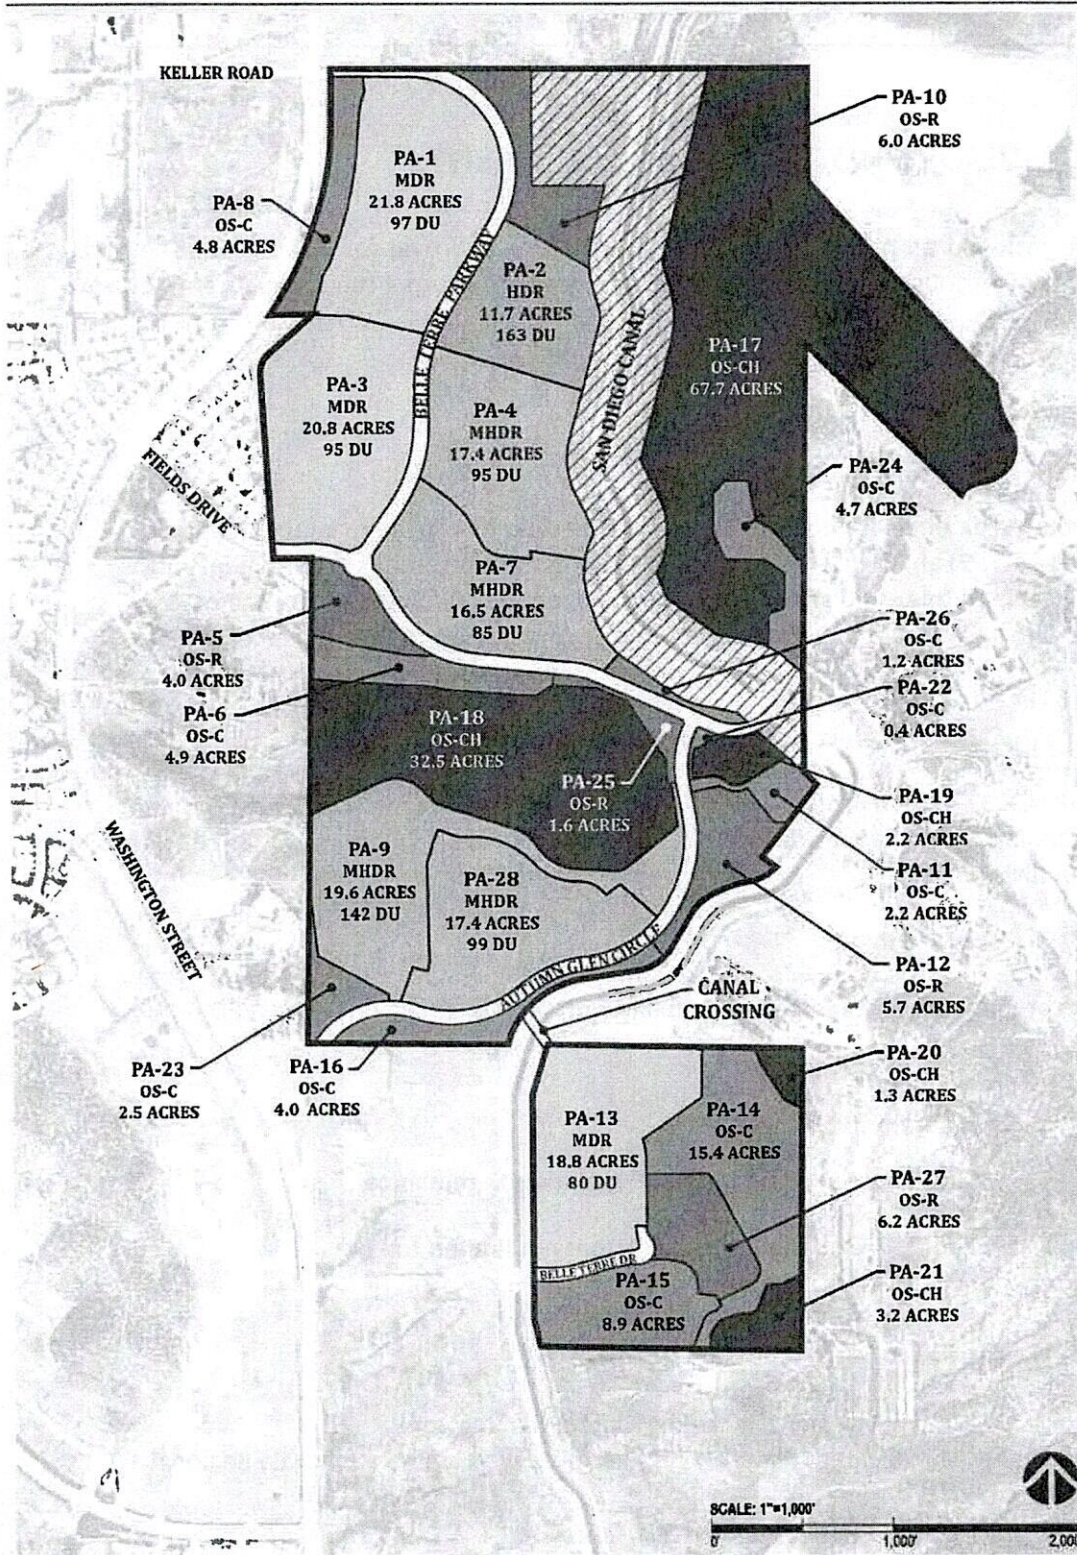 KELLER ROAD
PA-10
OS-R
6.0 ACRES
PA-1
MDR
21.8 ACRES
97 DU
PA-8
OS-C
4.8 ACRES
BELLE TERRE PARKWAY
PA-2
HDR
11.7 ACRES
163 DU
SAN DIEGO CANAL
PA-17
OS-CH
67.7 ACRES
PA-3
MDR
20.8 ACRES
95 DU
PA-4
MHDR
17.4 ACRES
95 DU
FIELDS DRIVE
PA-24
OS-C
4.7 ACRES
PA-7
MHDR
16.5 ACRES
85 DU
PA-5
OS-R
4.0 ACRES
PA-26
OS-C
1.2 ACRES
PA-6
OS-C
4.9 ACRES
PA-22
OS-C
0.4 ACRES
PA-18
OS-CH
32.5 ACRES
PA-25
OS-R
1.6 ACRES
PA-19
OS-CH
2.2 ACRES
WASHINGTON STREET
PA-9
MHDR
19.6 ACRES
142 DU
PA-28
MHDR
17.4 ACRES
99 DU
PA-11
OS-C
2.2 ACRES
AUTUMN GLEN CIRCLE
PA-12
OS-R
5.7 ACRES
CANAL
CROSSING
PA-23
OS-C
2.5 ACRES
PA-16
OS-C
4.0 ACRES
PA-20
OS-CH
1.3 ACRES
PA-13
MDR
18.8 ACRES
80 DU
PA-14
OS-C
15.4 ACRES
PA-27
OS-R
6.2 ACRES
BELLE TERRE DR
PA-15
OS-C
8.9 ACRES
PA-21
OS-CH
3.2 ACRES
SCALE: 1"=1,000'
0' 1,000' 2,000